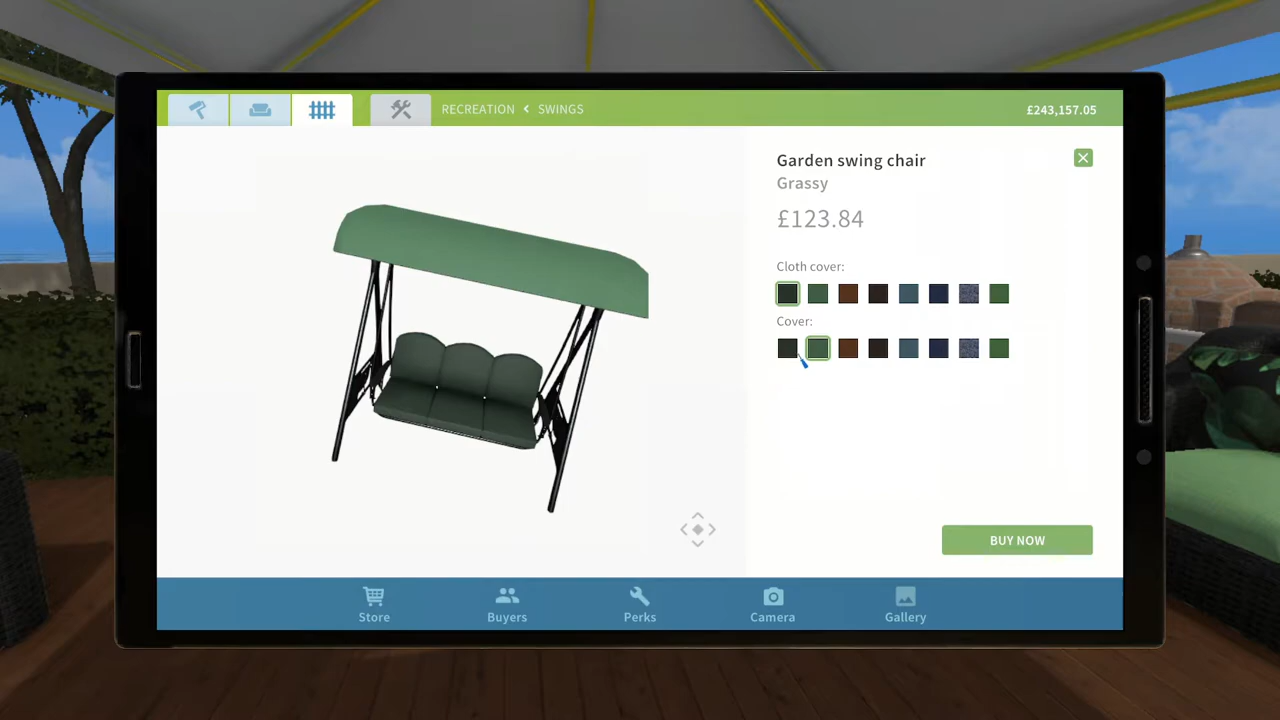 RECREATION < SWINGS
£243,157.05
Garden swing chair
Grassy
£123.84
Cloth cover:
Cover:
BUY NOW
Store
Buyers
Perks
Camera
Gallery